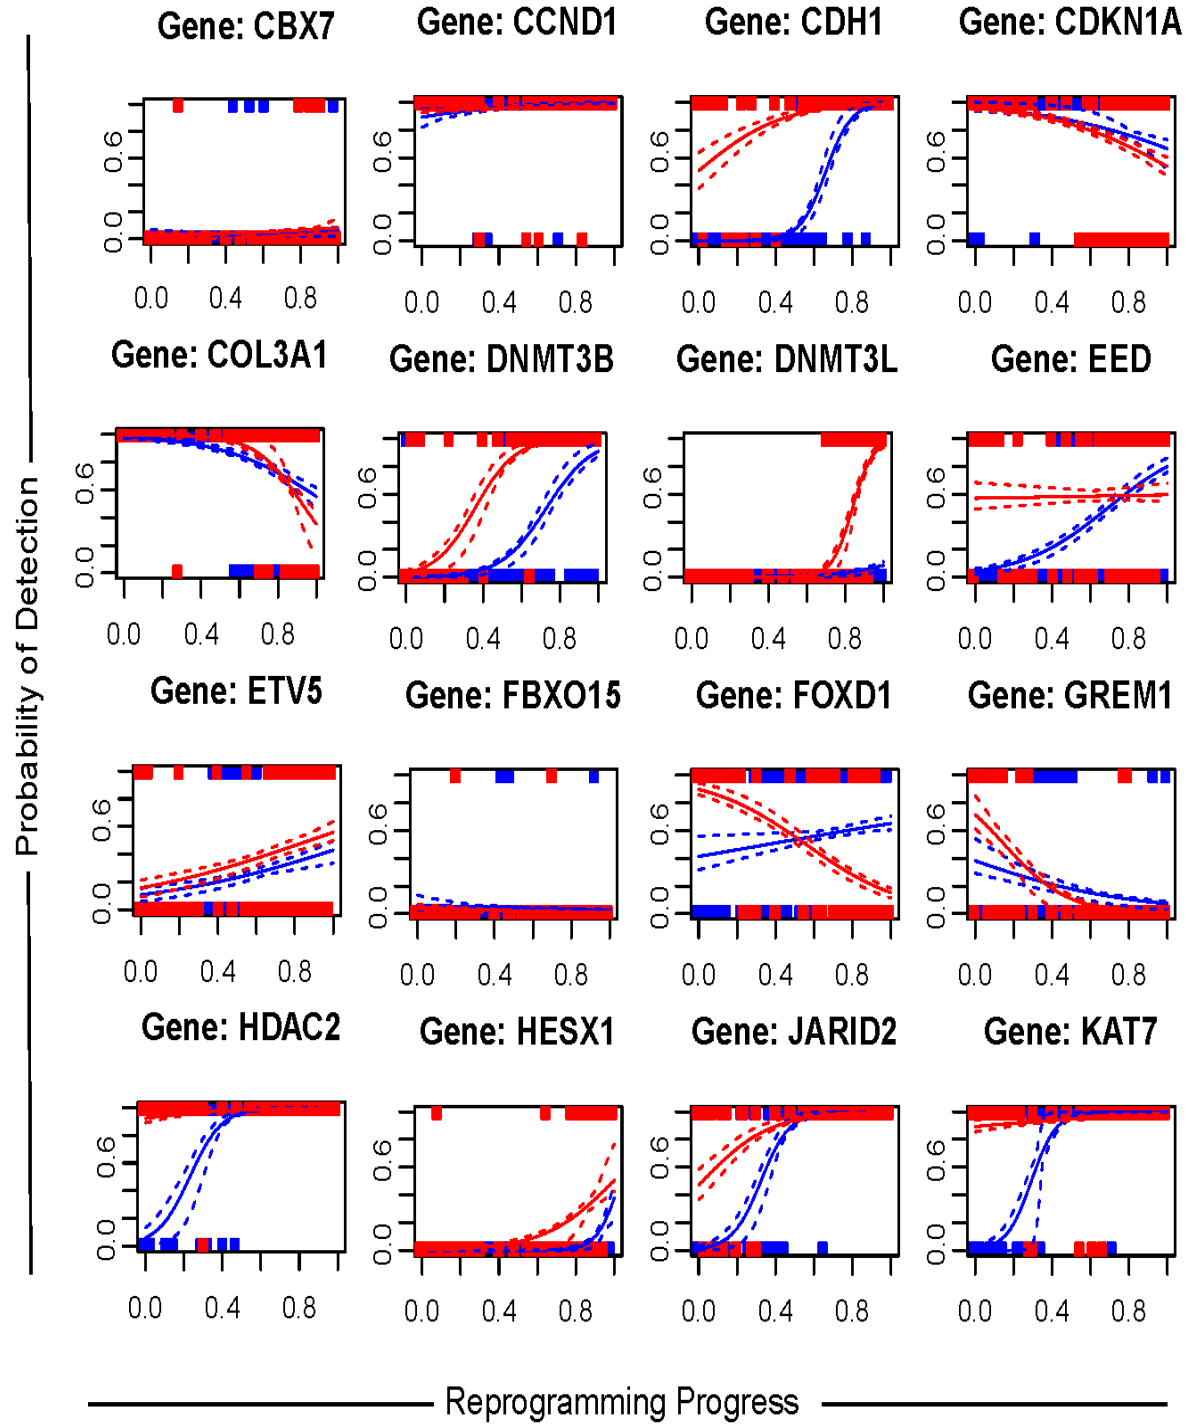 Gene: CBX7 Gene: CCND1 Gene: CDH1 Gene: CDKN1A
0.6 0.6 0.6 0.6
0.0 0.0 0.0 0.0
0.0 0.4 0.8 0.0 0.4 0.8 0.0 0.4 0.8 0.0 0.4 0.8
Gene: COL3A1 Gene: DNMT3B Gene: DNMT3L Gene: EED
0.6 0.6 0.6 0.6
0.0 0.0 0.0 0.0
0.0 0.4 0.8 0.0 0.4 0.8 0.0 0.4 0.8 0.0 0.4 0.8
Gene: ETV5 Gene: FBXO15 Gene: FOXD1 Gene: GREM1
0.6 0.6 0.6 0.6
0.0 0.0 0.0 0.0
0.0 0.4 0.8 0.0 0.4 0.8 0.0 0.4 0.8 0.0 0.4 0.8
Gene: HDAC2 Gene: HESX1 Gene: JARID2 Gene: KAT7
0.6 0.6 0.6 0.6
0.0 0.0 0.0 0.0
0.0 0.4 0.8 0.0 0.4 0.8 0.0 0.4 0.8 0.0 0.4 0.8
Probability of Detection
Reprogramming Progress